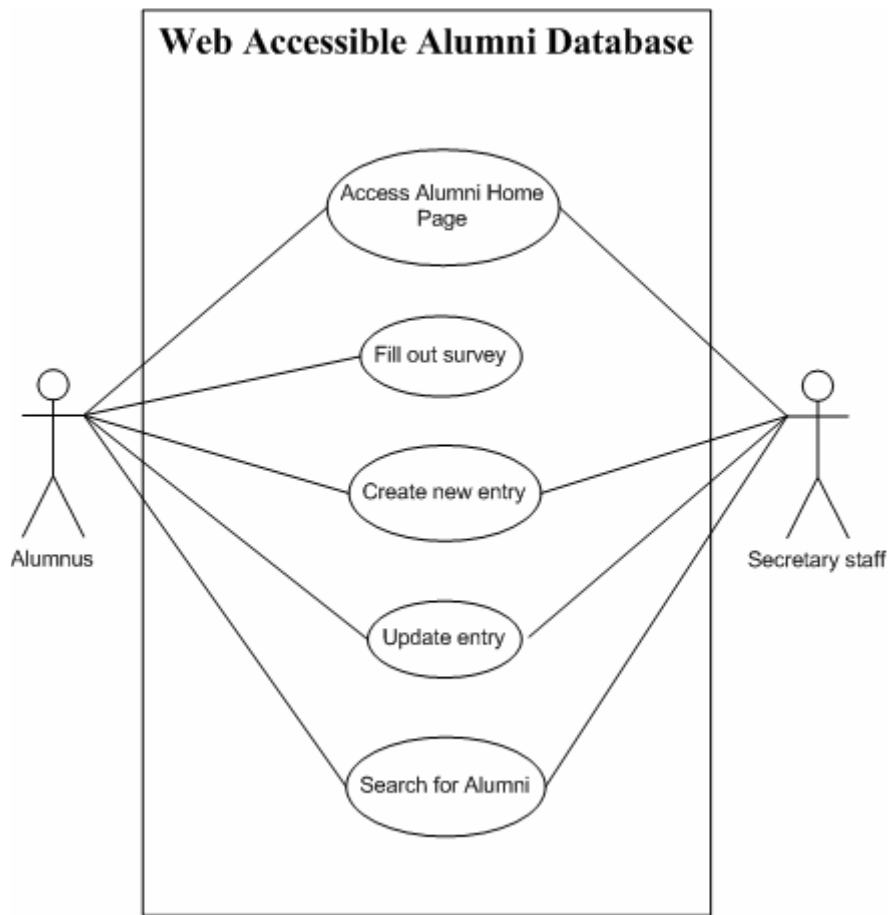 Web Accessible Alumni Database
Access Alumni Home
Page
Fill out survey
Create new entry
Alumnus
Secretary staff
Update entry
Search for Alumni